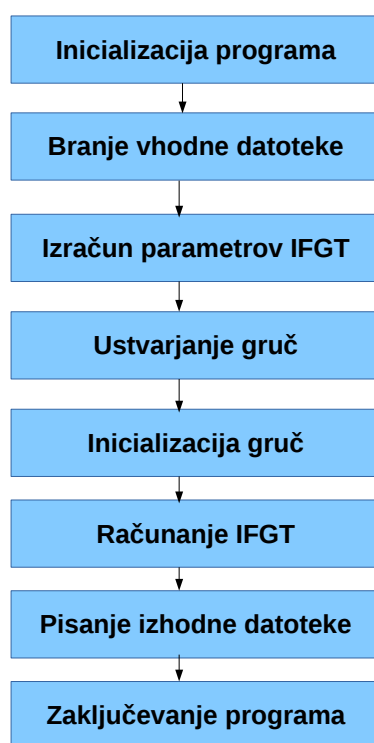 Inicializacija programa
Branje vhodne datoteke
Izračun parametrov IFGT
Ustvarjanje gruč
Inicializacija gruč
Računanje IFGT
Pisanje izhodne datoteke
Zaključevanje programa